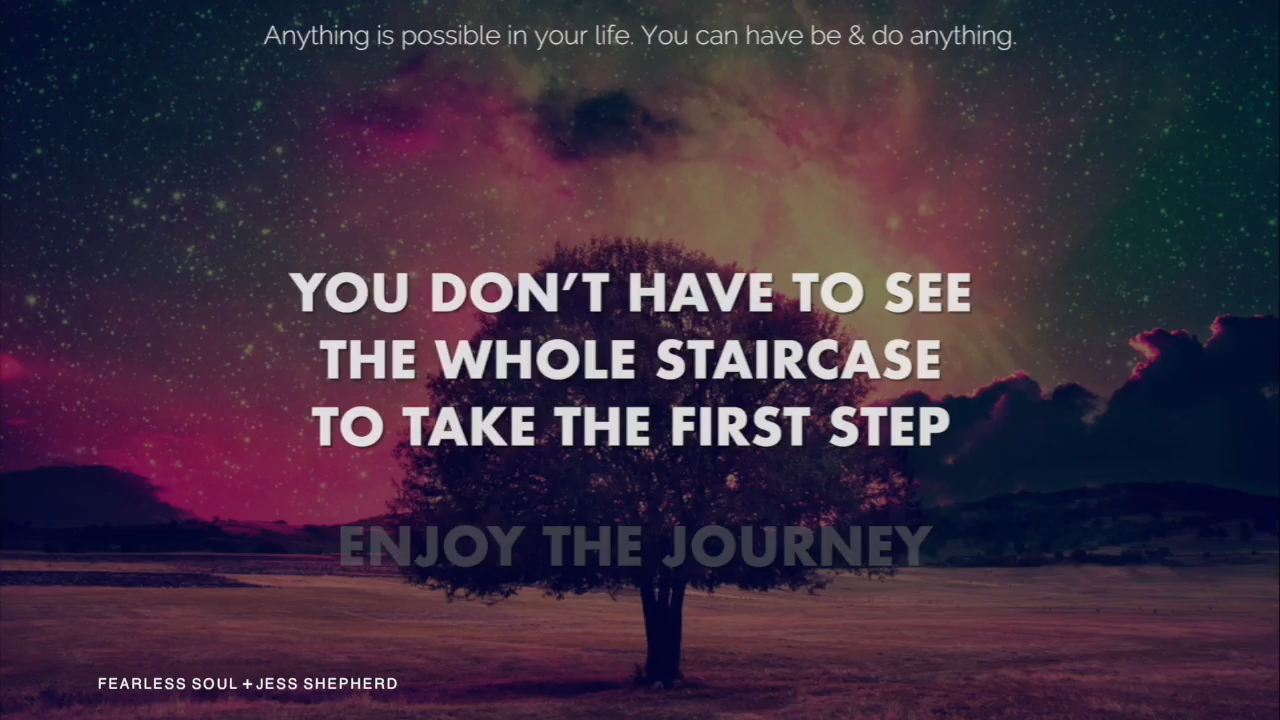 Anything is possible in your life. You can have be & do anything.
YOU DON'T HAVE TO SEE
THE WHOLE STAIRCASE
TO TAKE THE FIRST STEP
ENJOY THE JOURNEY
FEARLESS SOUL + JESS SHEPHERD